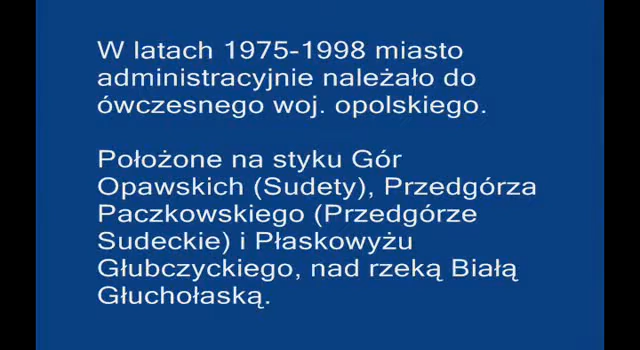 W latach 1975-1998 miasto
administracyjnie należało do
ówczesnego woj. opolskiego.
Położone na styku Gór
Opawskich (Sudety), Przedgórza
Paczkowskiego (Przedgórze
Sudeckie) i Płaskowyżu
Głubczyckiego, nad rzeką Białą
Głuchołaską.